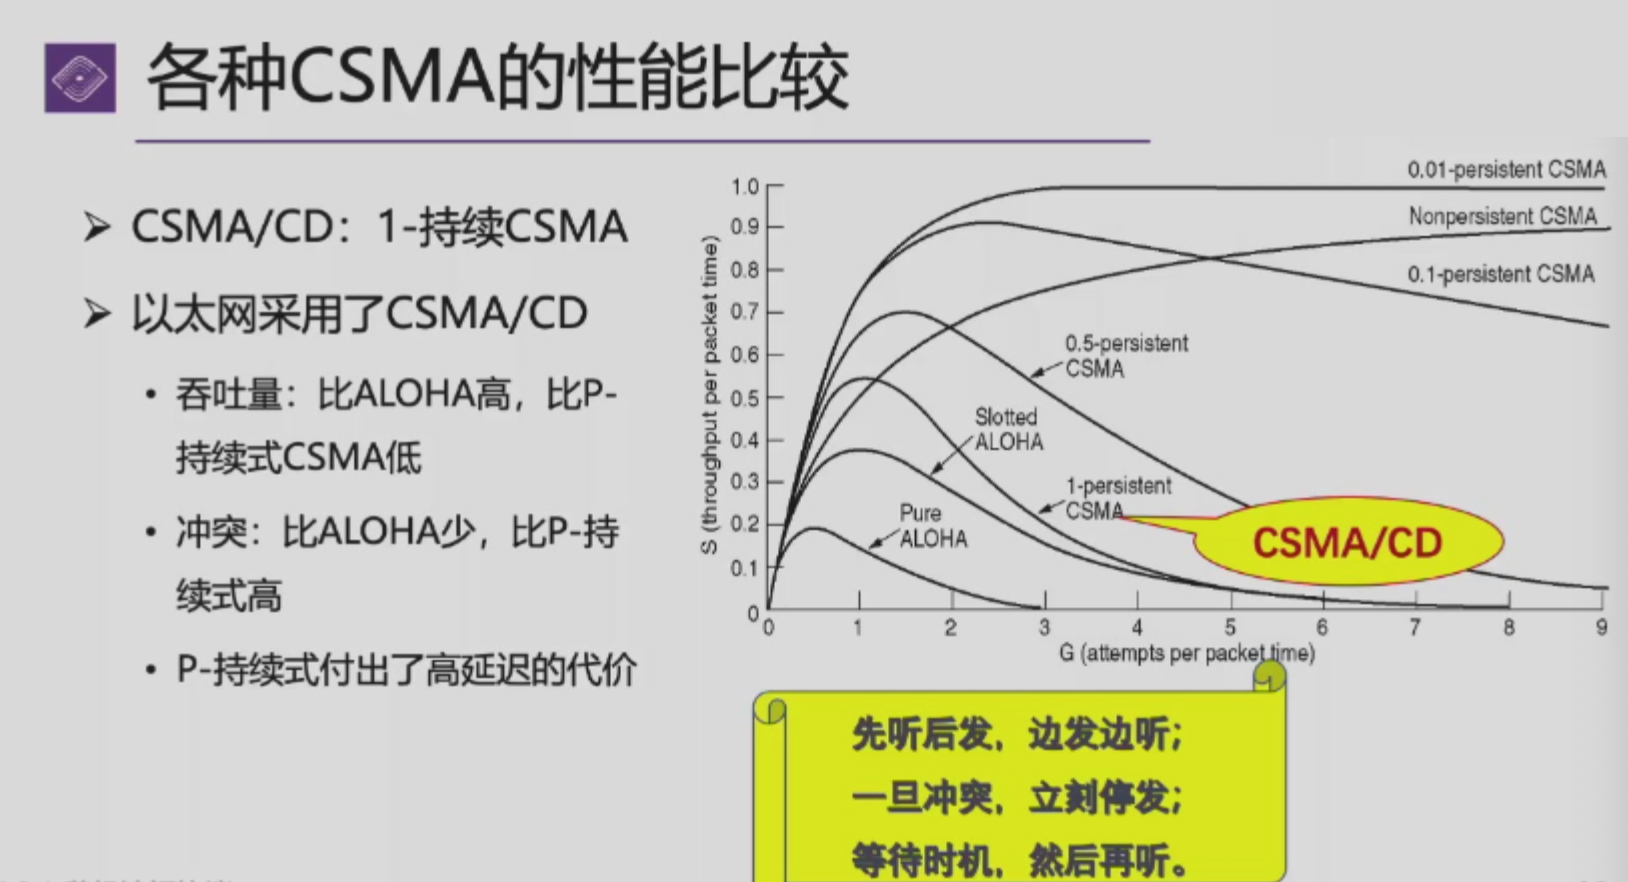 各种CSMA的性能比较
CSMA/CD：1-持续CSMA
以太网采用了CSMA/CD
吞吐量：比ALOHA高，比P-
持续式CSMA低
冲突：比ALOHA少，比P-持
续式高
P-持续式付出了高延迟的代价
S (throughput per packet time)
1.0
0.9
0.8
0.7
0.6
0.5
0.4
0.3
0.2
0.1
0
0.01-persistent CSMA
Nonpersistent CSMA
0.1-persistent CSMA
0.5-persistent
CSMA
Slotted
ALOHA
1-persistent
CSMA
Pure
ALOHA
CSMA/CD
0 1 2 3 4 5 6 7 8 9
G (attempts per packet time)
先听后发，边发边听；
一旦冲突，立刻停发；
等待时机，然后再听。